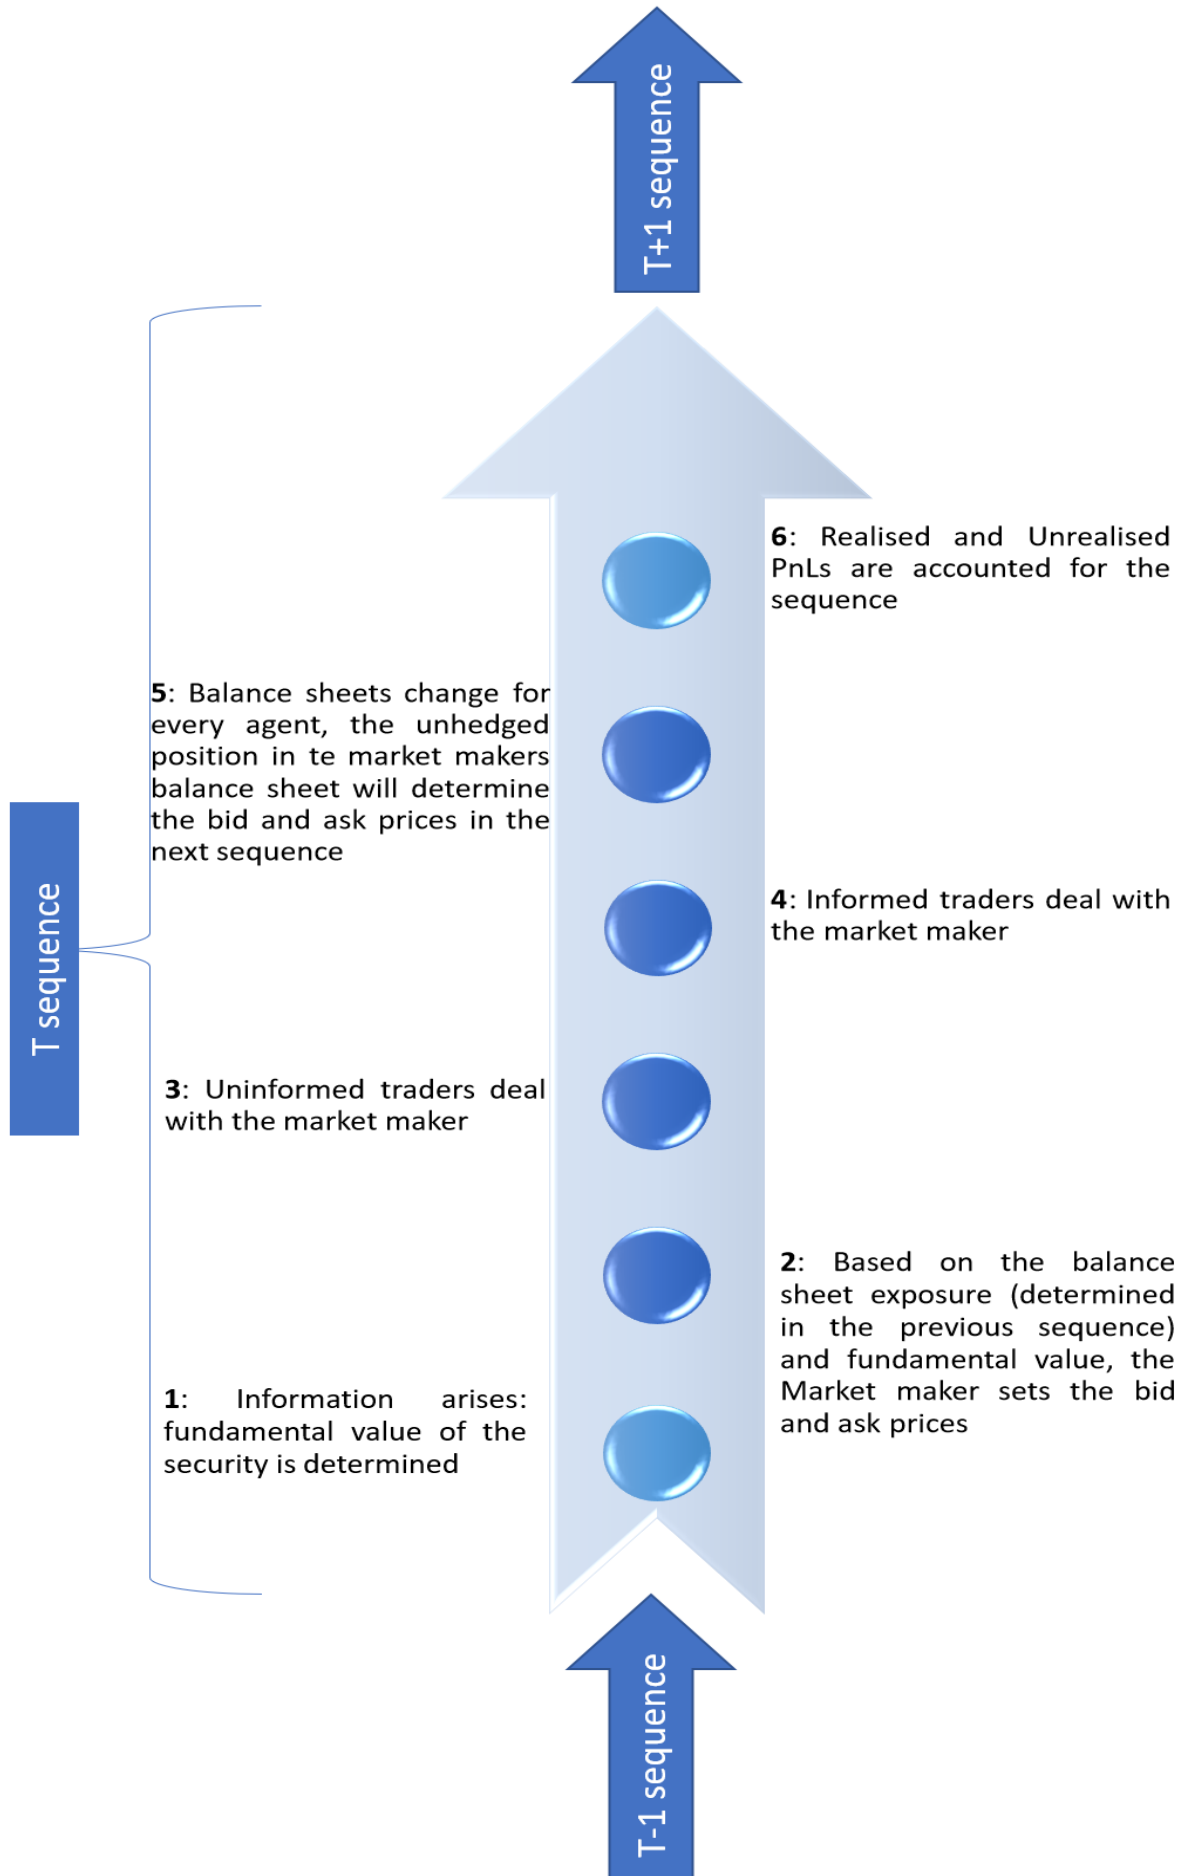 T+1 sequence
6: Realised and Unrealised
PnLs are accounted for the
sequence
5: Balance sheets change for
every agent, the unhedged
position in te market makers
balance sheet will determine
the bid and ask prices in the
next sequence
4: Informed traders deal with
the market maker
T sequence
3: Uninformed traders deal
with the market maker
2: Based on the balance
sheet exposure (determined
in the previous sequence)
and fundamental value, the
Market maker sets the bid
and ask prices
1: Information arises:
fundamental value of the
security is determined
T-1 sequence